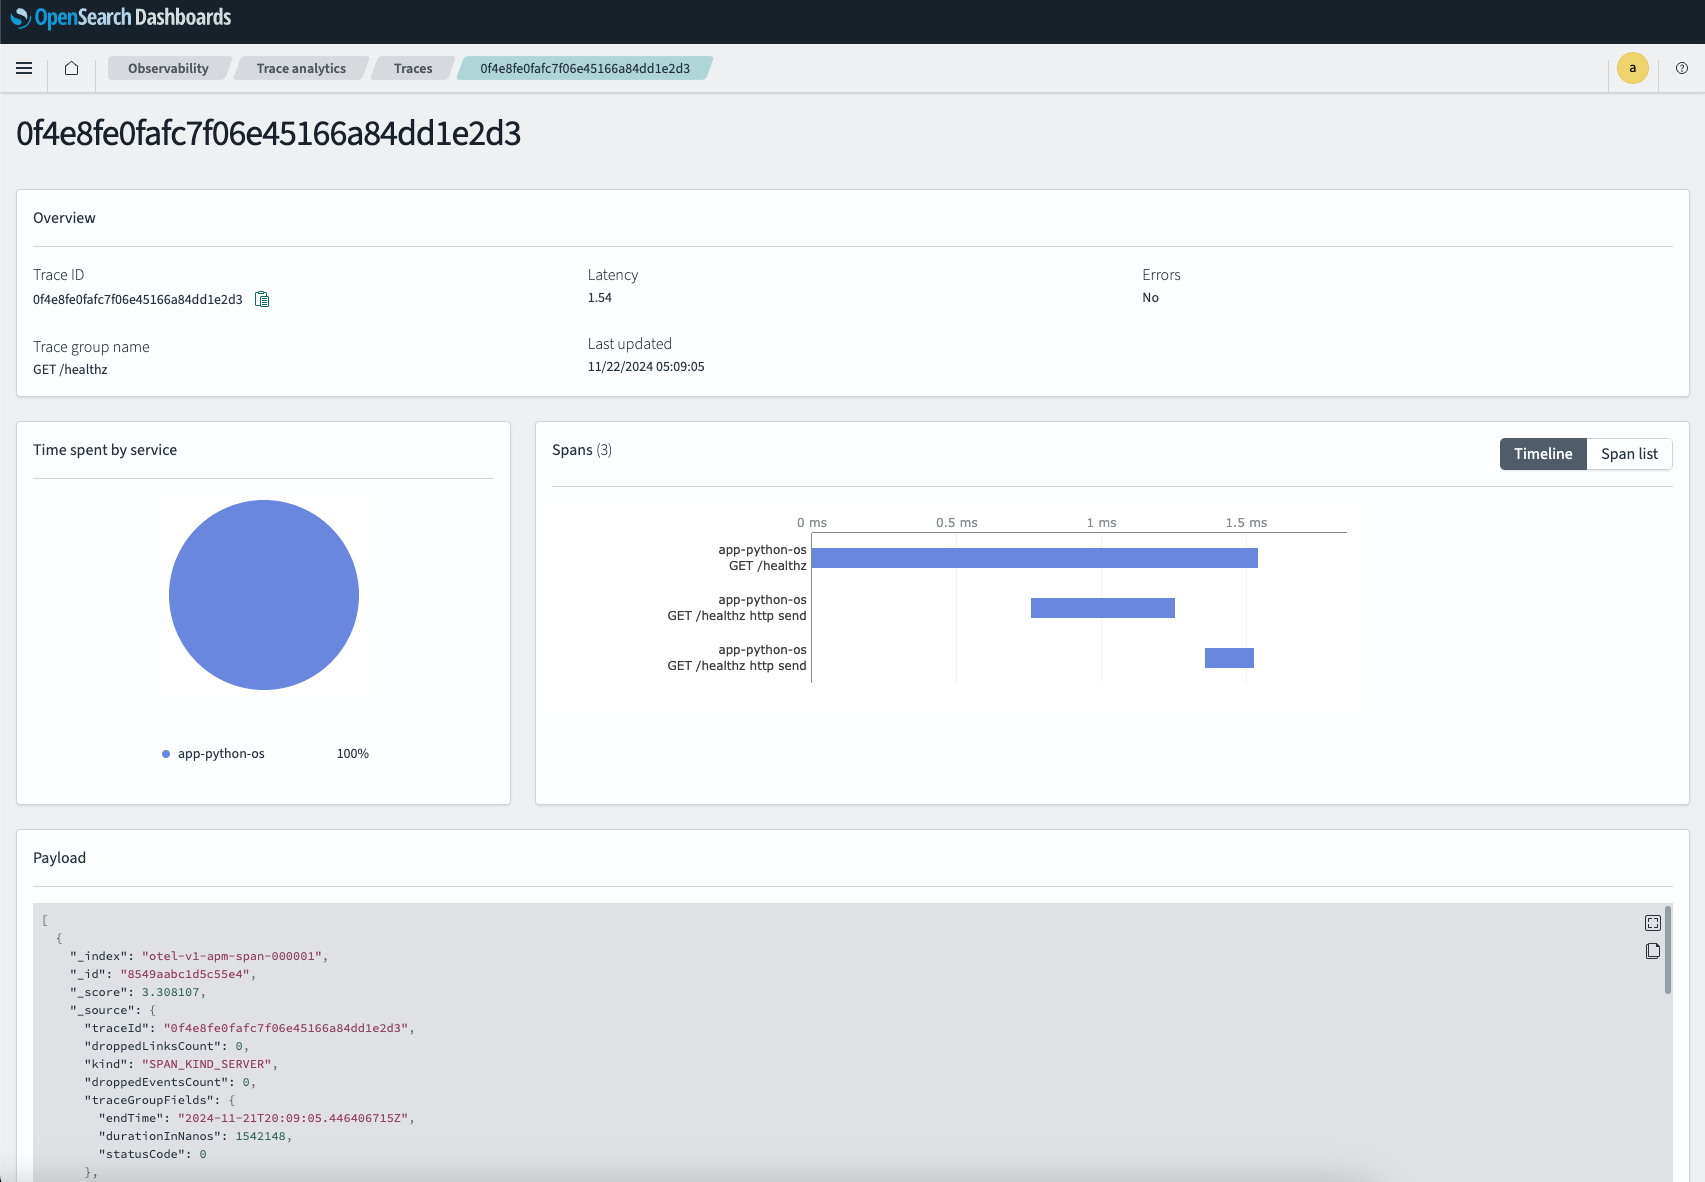 OpenSearch Dashboards
Observability
Trace analytics
Traces
0f4e8fe0fafc7f06e45166a84dd1e2d3
a
0f4e8fe0fafc7f06e45166a84dd1e2d3
Overview
Trace ID
0f4e8fe0fafc7f06e45166a84dd1e2d3
Latency
1.54
Errors
No
Trace group name
GET /healthz
Last updated
11/22/2024 05:09:05
Time spent by service
app-python-os 100%
Spans (3)
Timeline
Span list
0 ms 0.5 ms 1 ms 1.5 ms
app-python-os
GET /healthz
app-python-os
GET /healthz http send
app-python-os
GET /healthz http send
Payload
[
{
"_index": "otel-v1-apm-span-000001",
"_id": "8549aabc1d5c55e4",
"_score": 3.308107,
"_source": {
"traceId": "0f4e8fe0fafc7f06e45166a84dd1e2d3",
"droppedLinksCount": 0,
"kind": "SPAN_KIND_SERVER",
"droppedEventsCount": 0,
"traceGroupFields": {
"endTime": "2024-11-21T20:09:05.446406715Z",
"durationInNanos": 1542148,
"statusCode": 0
},